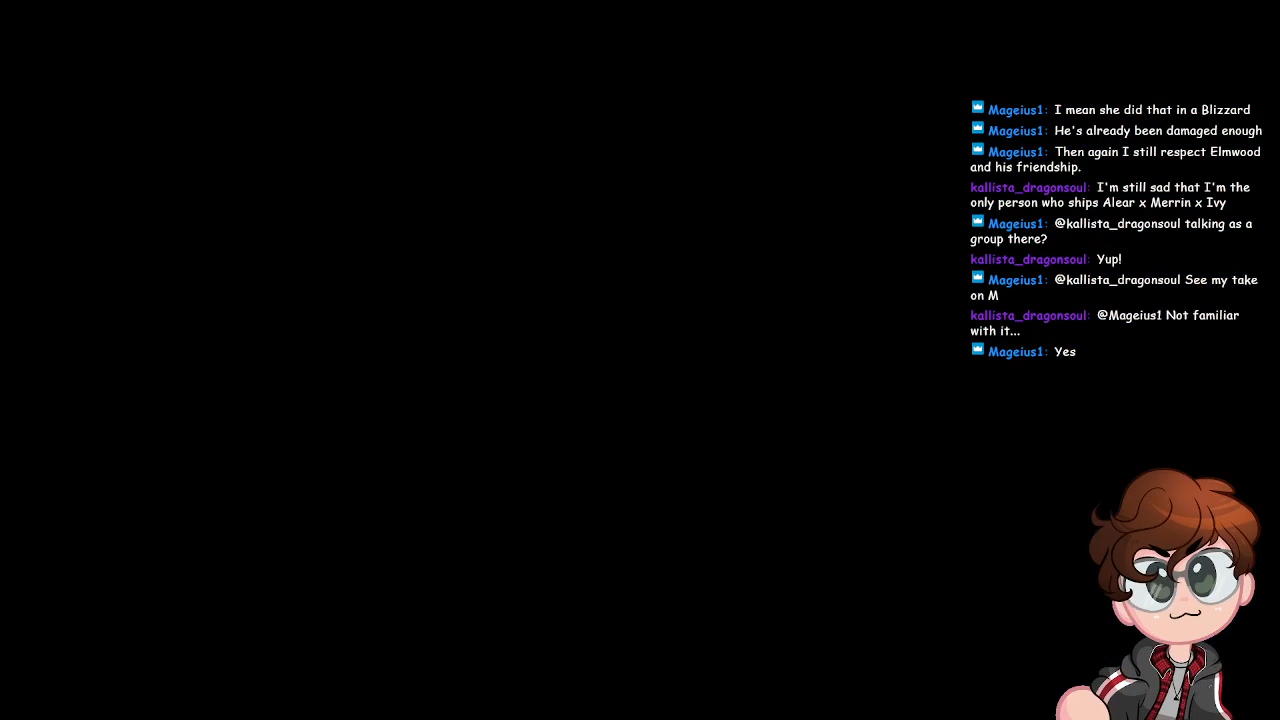 Mageius1: I mean she did that in a Blizzard
Mageius1: He's already been damaged enough
Mageius1: Then again I still respect Elmwood
and his friendship.
kallista_dragonsoul: I'm still sad that I'm the
only person who ships Alear x Merrin x Ivy
Mageius1: @kallista_dragonsoul talking as a
group there?
kallista_dragonsoul: Yup!
Mageius1: @kallista_dragonsoul See my take
on M
kallista_dragonsoul: @Mageius1 Not familiar
with it...
Mageius1: Yes